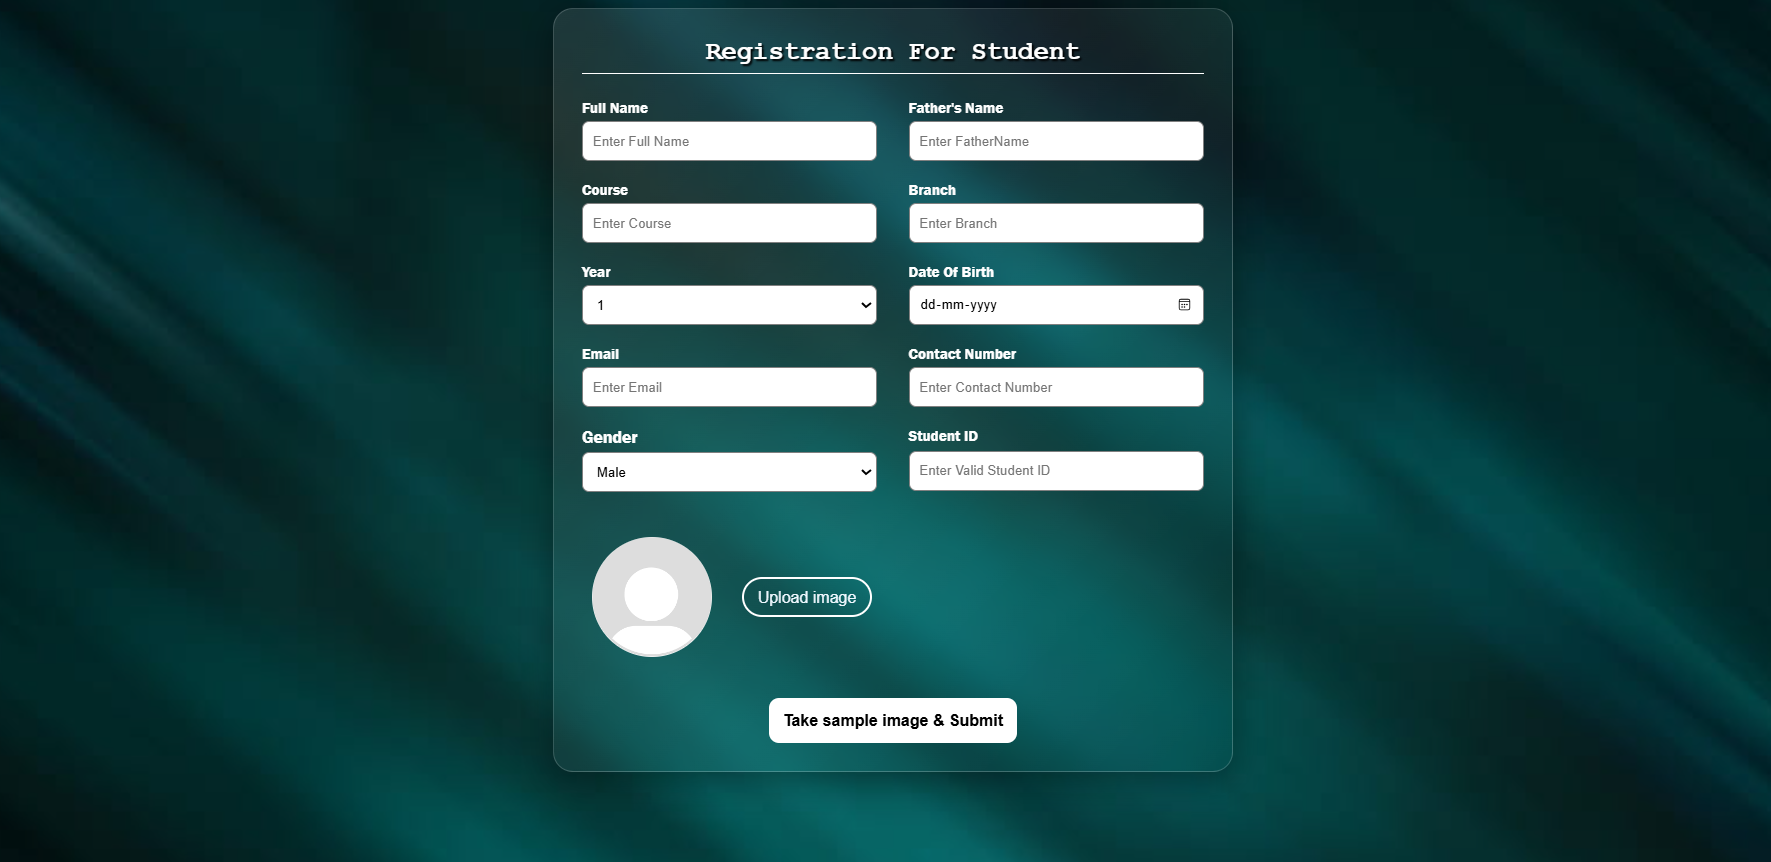 Registration For Student
Full Name
Father's Name
Enter Full Name
Enter FatherName
Course
Branch
Enter Course
Enter Branch
Year
Date Of Birth
1
dd-mm-yyyy
Email
Contact Number
Enter Email
Enter Contact Number
Gender
Student ID
Male
Enter Valid Student ID
Upload image
Take sample image & Submit